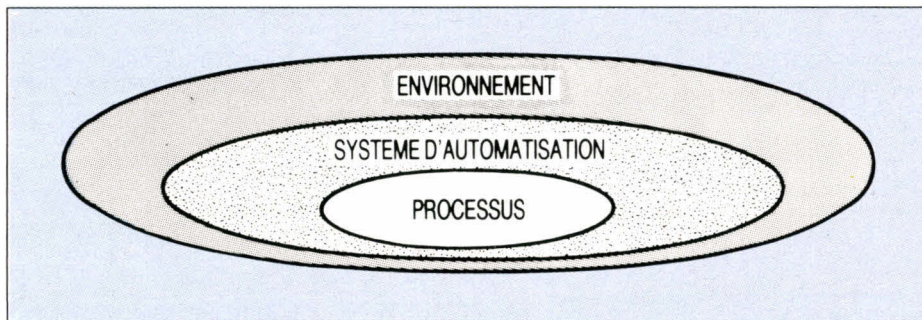 ENVIRONNEMENT
SYSTEME D'AUTOMATISATION
PROCESSUS